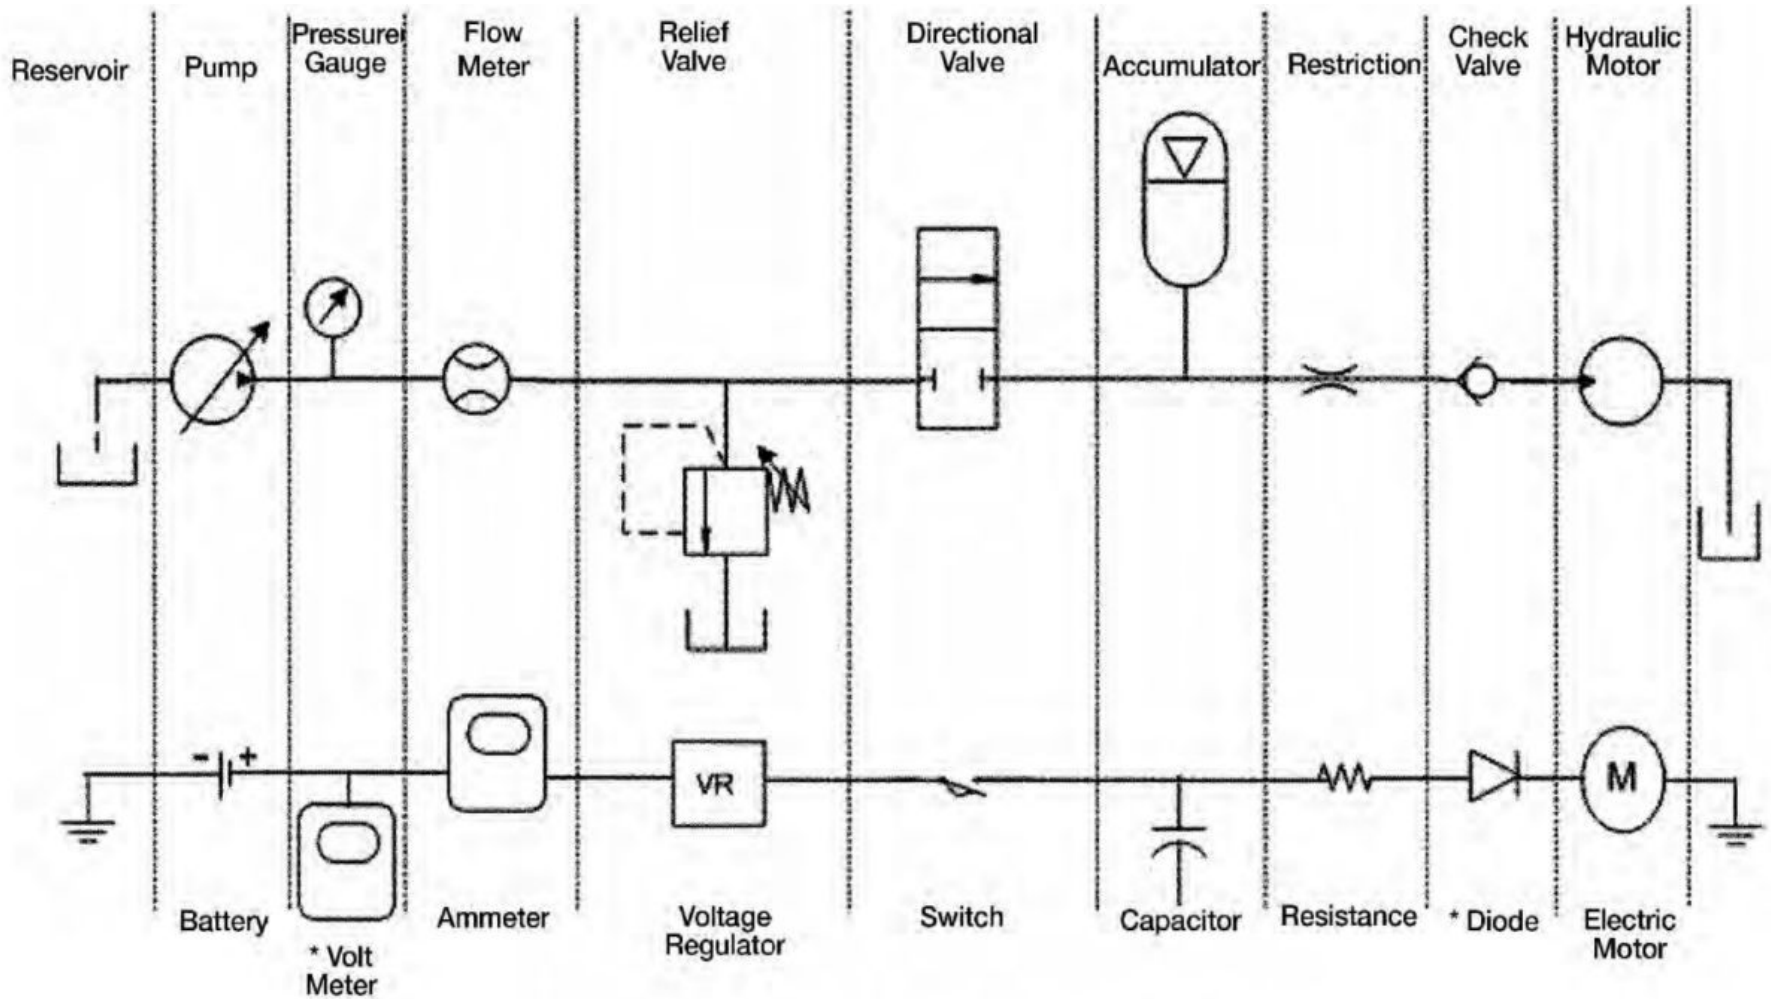 Reservoir
Pump
Pressure
Gauge
Flow
Meter
Relief
Valve
Directional
Valve
Accumulator
Restriction
Check
Valve
Hydraulic
Motor
- +
VR
M
Battery
* Volt
Meter
Ammeter
Voltage
Regulator
Switch
Capacitor
Resistance
* Diode
Electric
Motor